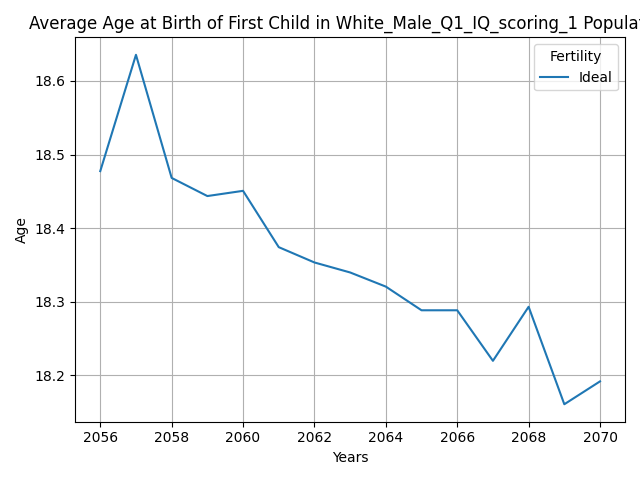 Average Age at Birth of First Child in White_Male_Q1_IQ_scoring_1 Popula
Fertility
Ideal
18.6
18.5
18.4
18.3
18.2
Age
2056 2058 2060 2062 2064 2066 2068 2070
Years